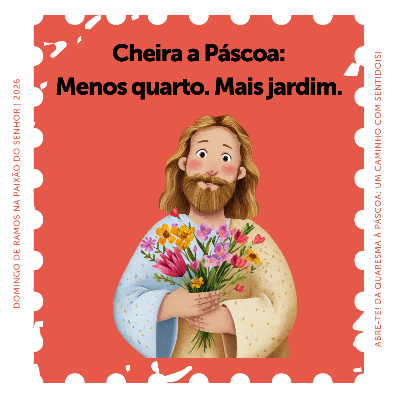 Cheira a Páscoa:
Menos quarto. Mais jardim.
DOMINGO DE RAMOS NA PAIXÃO DO SENHOR | 2026
ABRE-TE! DA QUARESMA À PÁSCOA: UM CAMINHO COM SENTIDO(S)